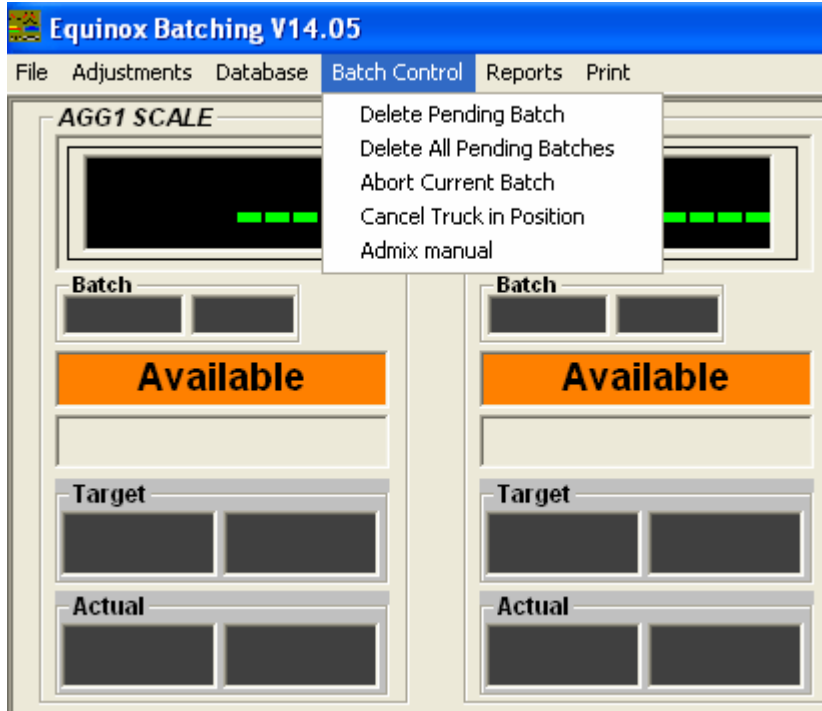 Equinox Batching V14.05
File Adjustments Database Batch Control Reports Print
AGG1 SCALE
Delete Pending Batch
Delete All Pending Batches
Abort Current Batch
Cancel Truck in Position
Admix manual
Batch Batch
Available Available
Target Target
Actual Actual